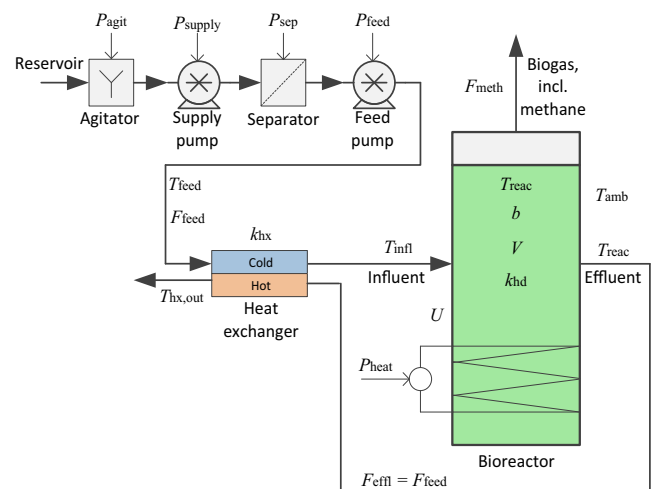 Pagit
Psupply
Psep
Pfeed
Reservoir
Agitator
Supply
pump
Separator
Feed
pump
Fmeth
Biogas,
incl.
methane
Tfeed
Ffeed
khx
Cold
Hot
Heat
exchanger
Thx,out
Tinfl
Influent
Treac
b
V
khd
Tamb
Treac
Effluent
U
Pheat
Bioreactor
Feffl = Ffeed